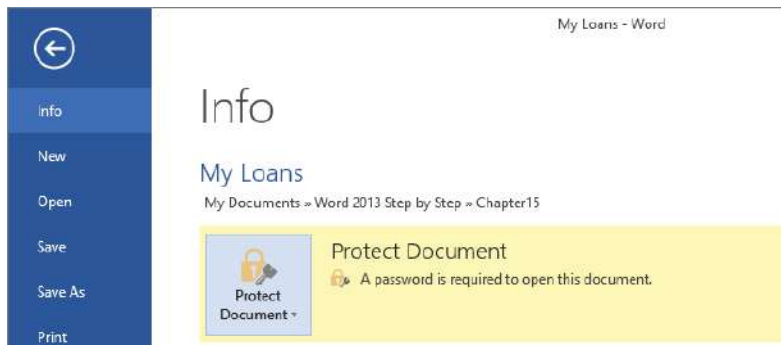 My Loans - Word
Info
New
Open
Save
Save As
Print
Info
My Loans
My Documents » Word 2013 Step by Step » Chapter15
Protect
Document
Protect Document
A password is required to open this document.